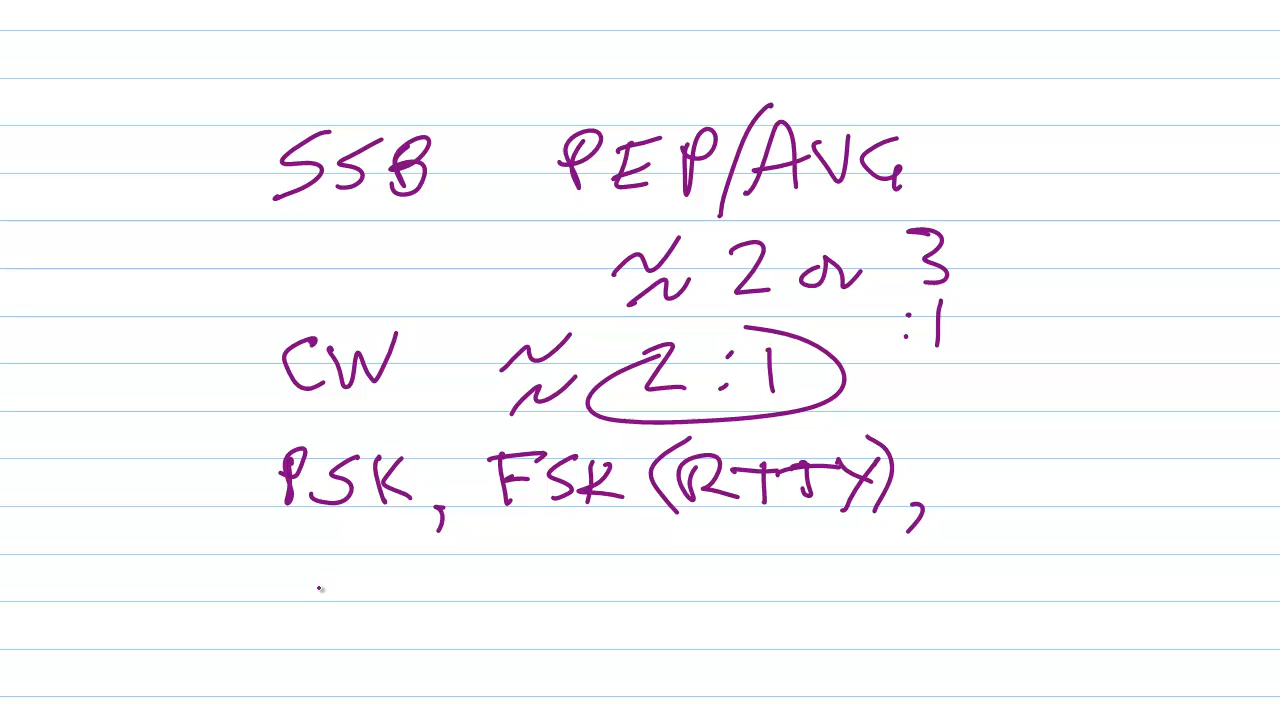 SSB PEP/AVG
≈ 2 or 3
:1
CW ≈ 2:1
PSK, FSK (RTTY),